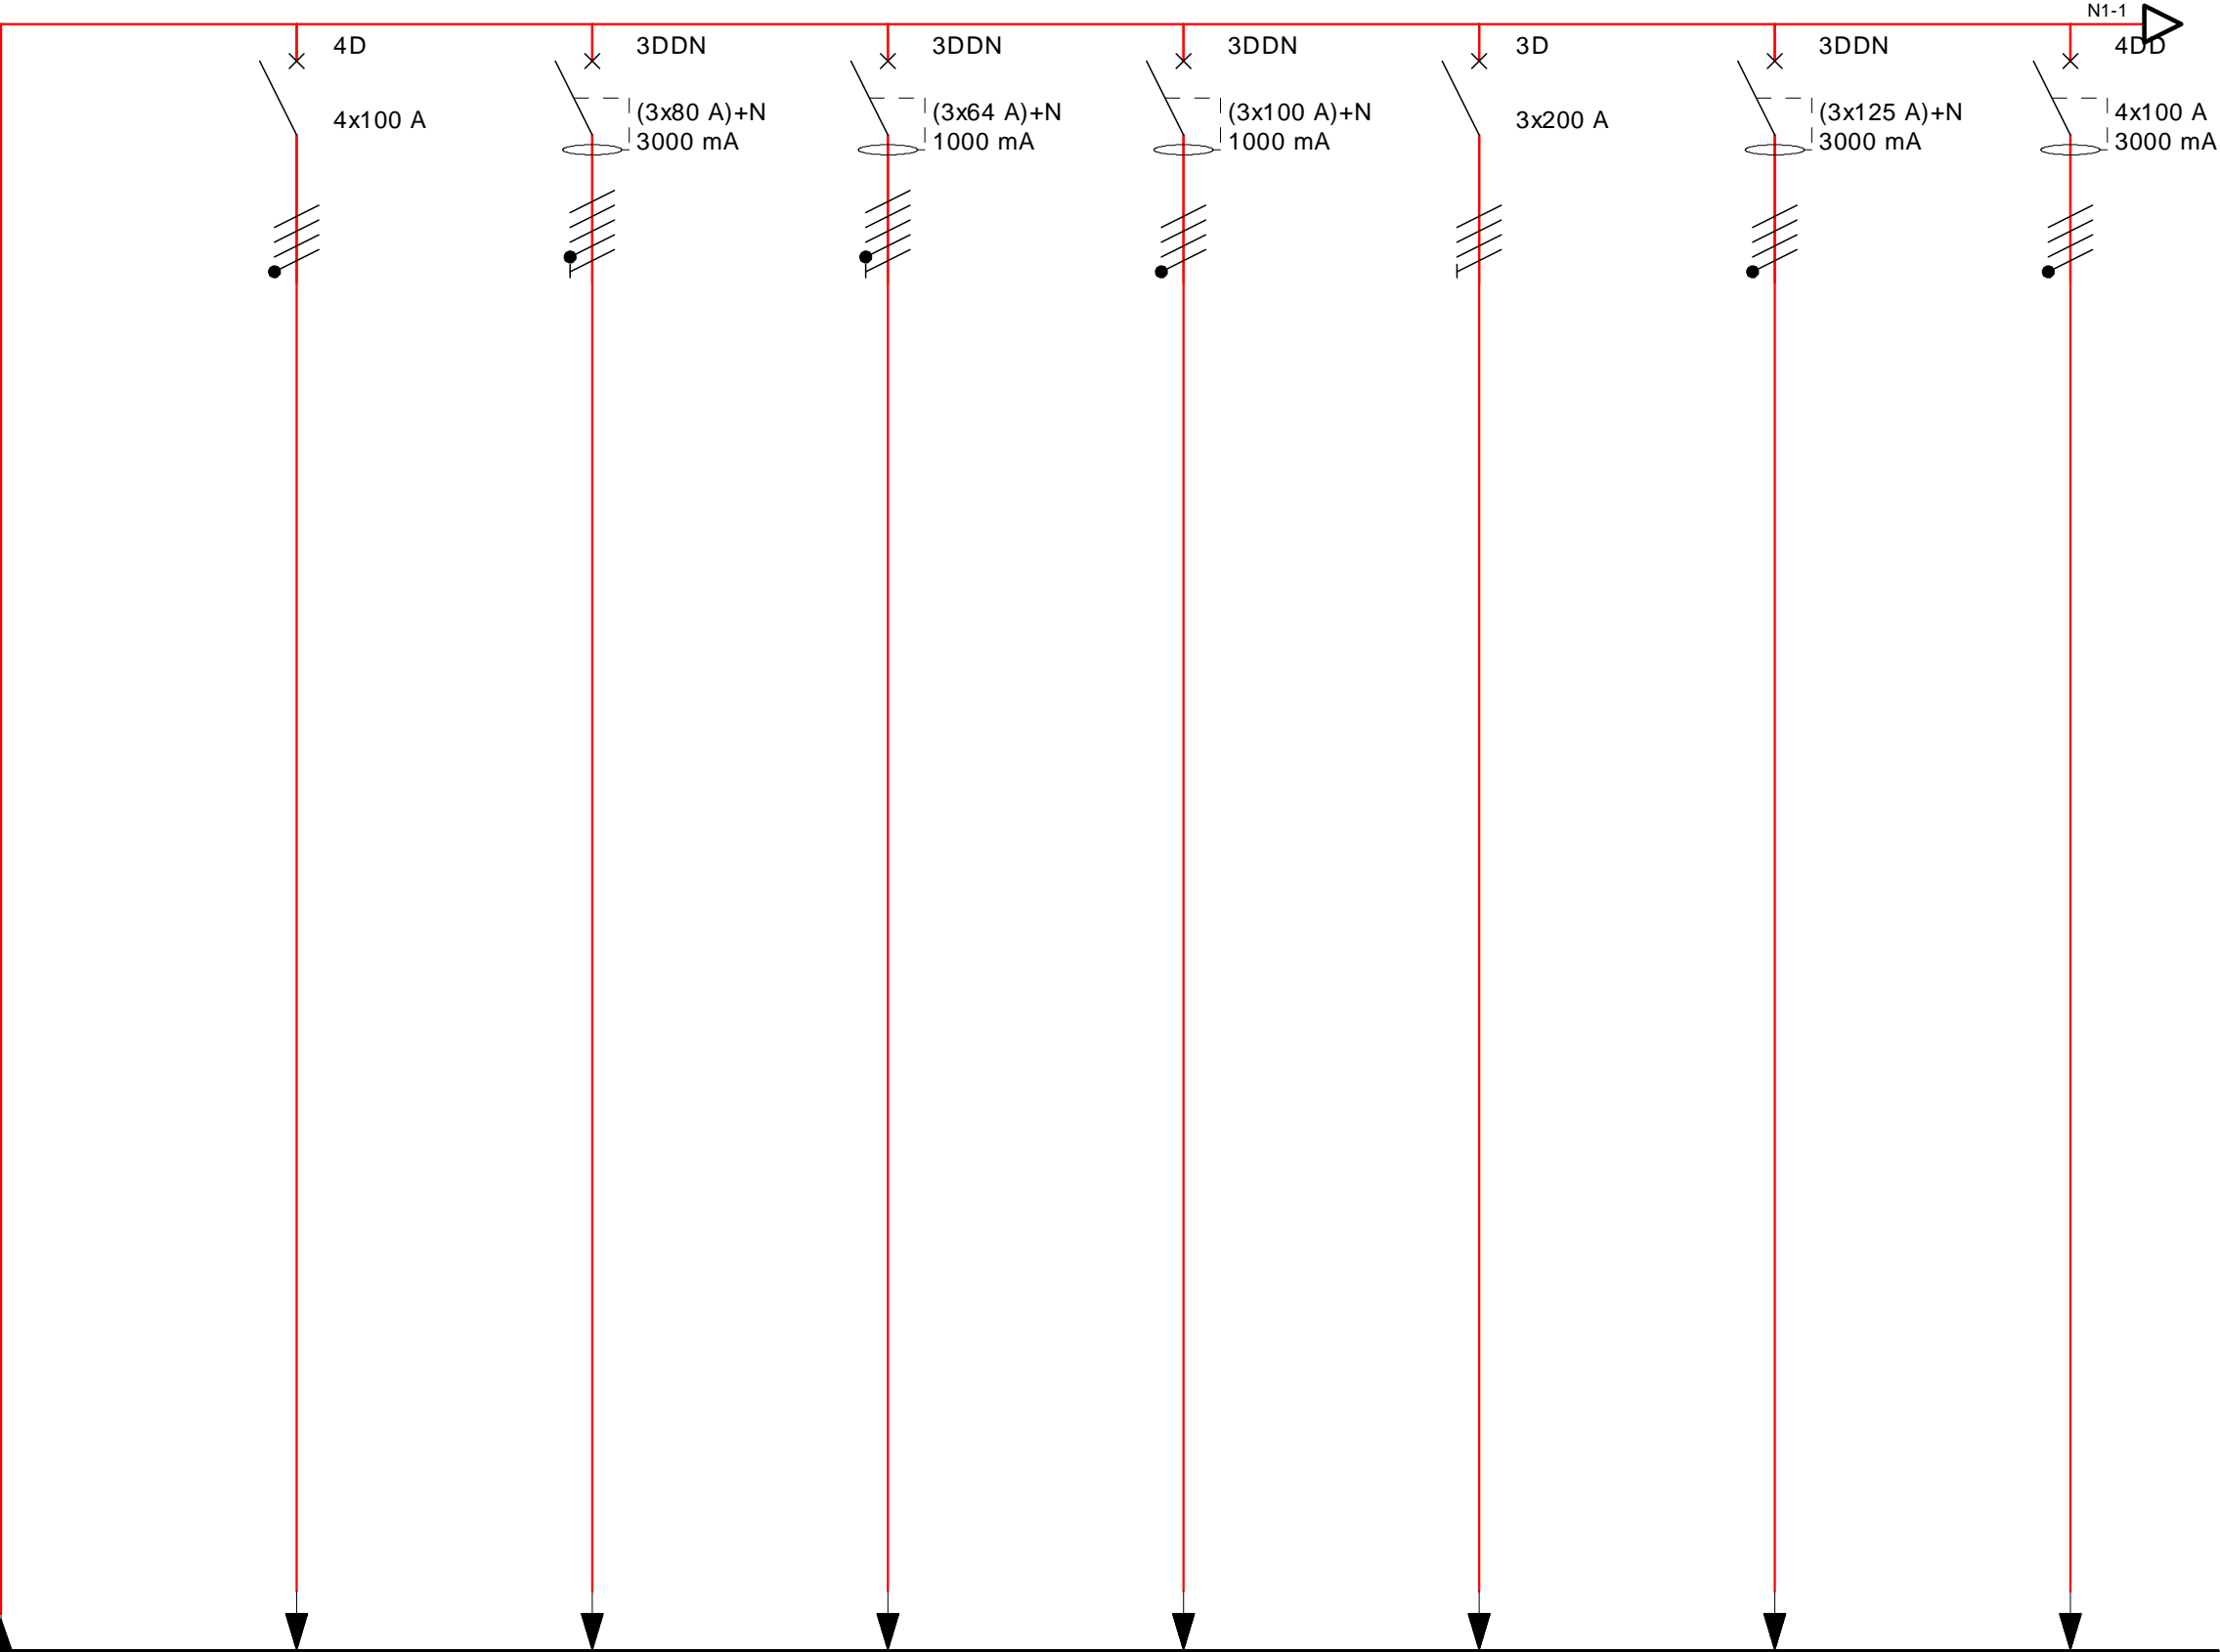 N1-1
4D
4x100 A
3DDN
(3x80 A)+N
3000 mA
3DDN
(3x64 A)+N
1000 mA
3DDN
(3x100 A)+N
1000 mA
3D
3x200 A
3DDN
(3x125 A)+N
3000 mA
4DD
4x100 A
3000 mA